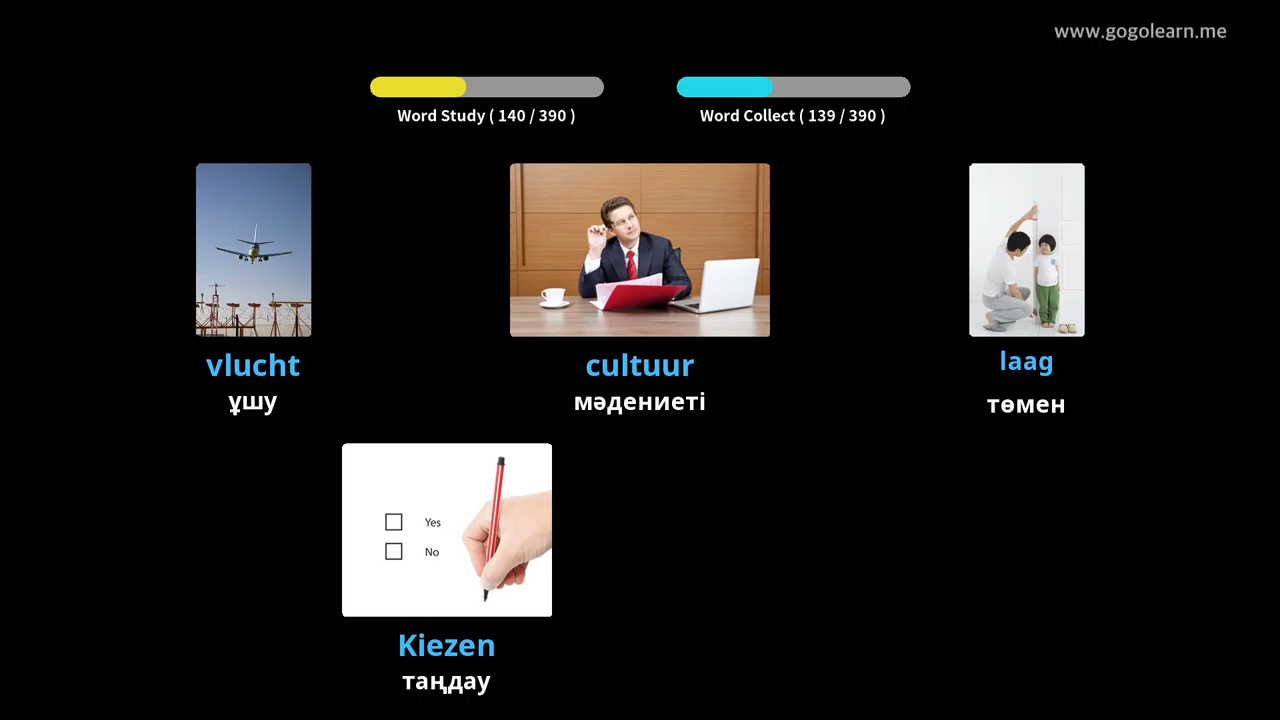 www.gogolearn.me
Word Study ( 140 / 390 )
Word Collect ( 139 / 390 )
vlucht
ұшу
cultuur
мәдениеті
laag
төмен
Yes
No
Kiezen
таңдау